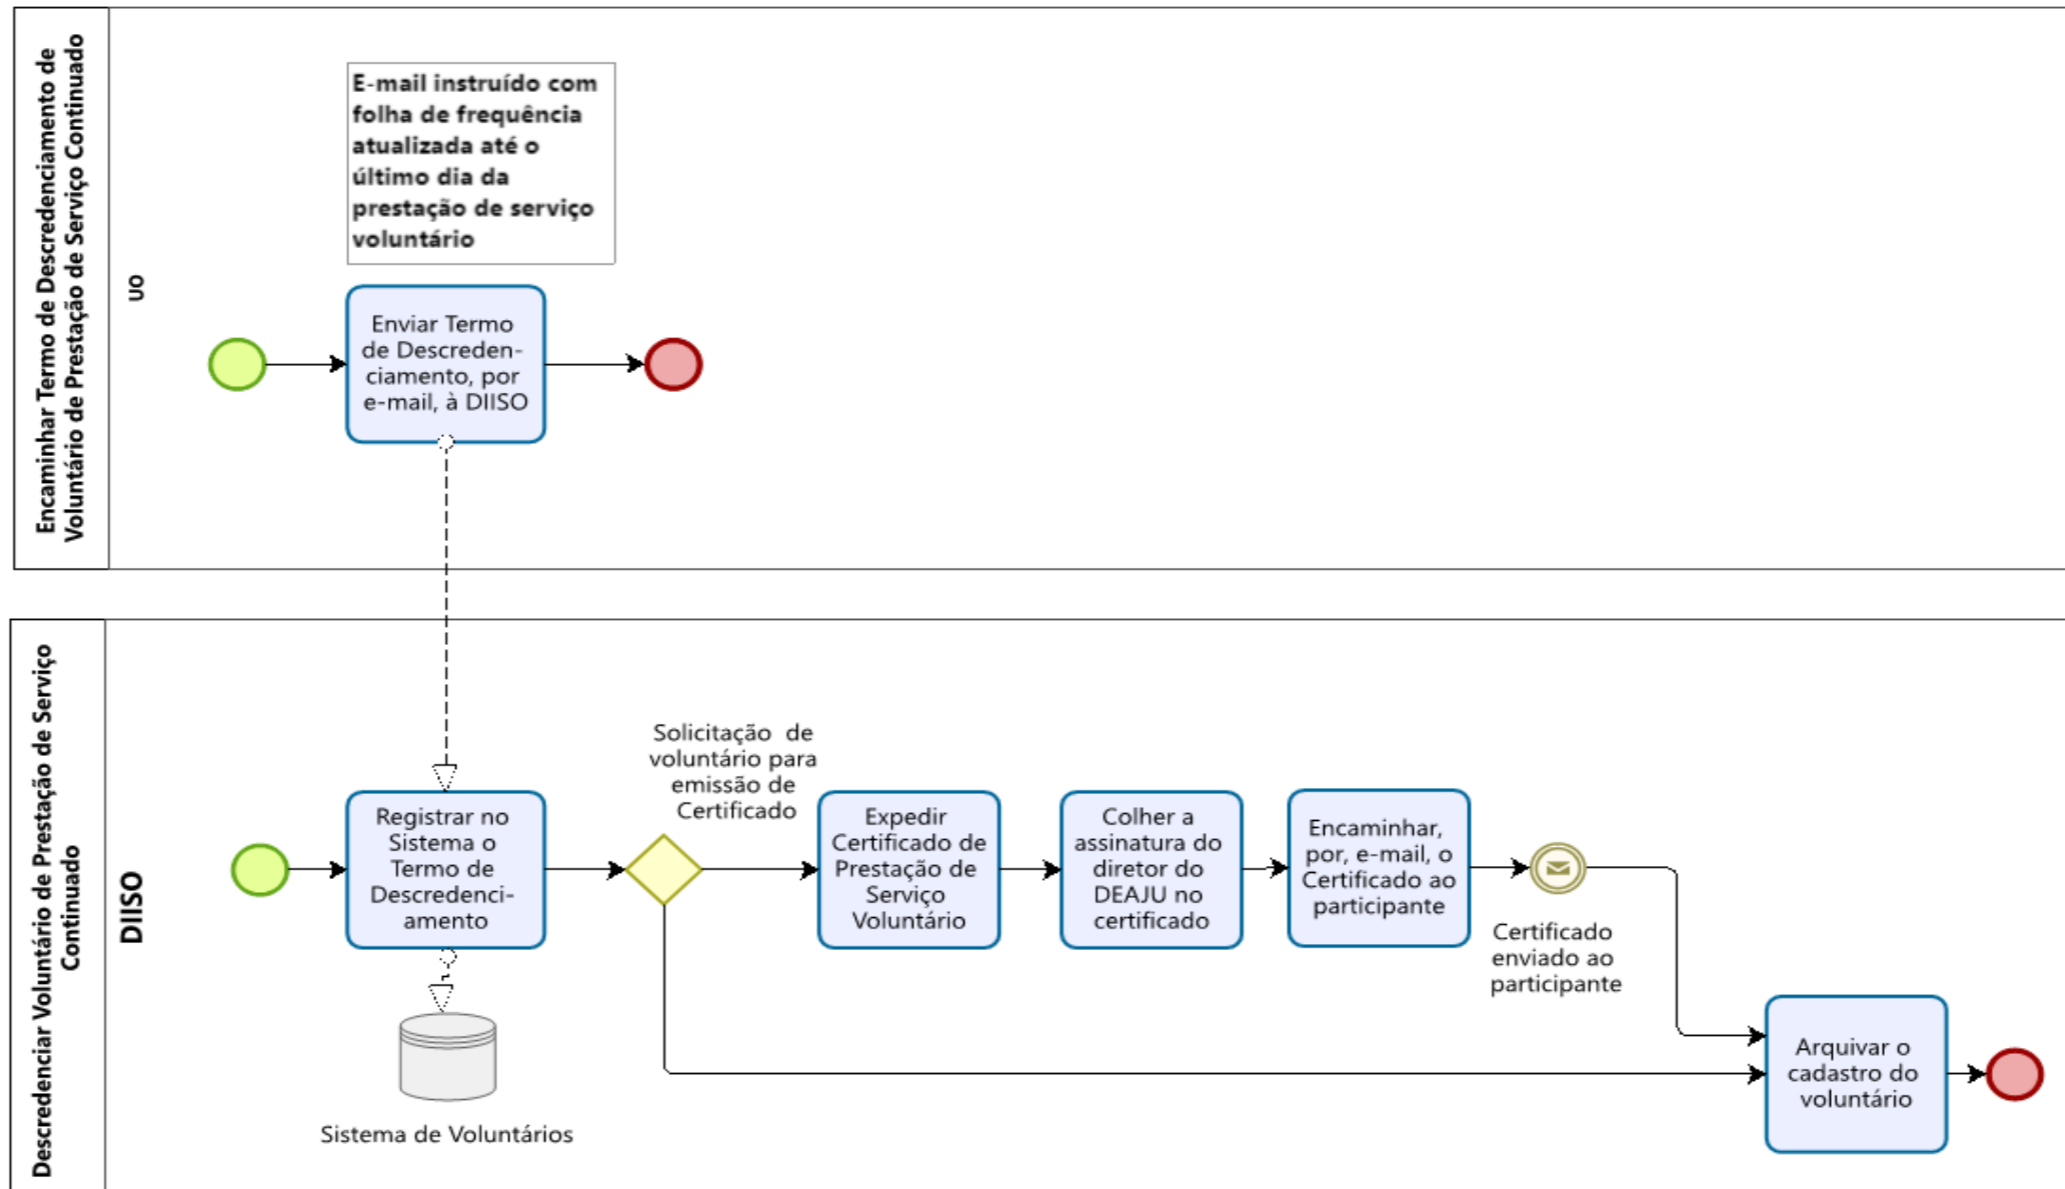 Encaminhar Termo de Descredenciamento de
Voluntário de Prestação de Serviço Continuado
UO
E-mail instruído com
folha de frequência
atualizada até o
último dia da
prestação de serviço
voluntário
Enviar Termo
de Descreden-
ciamento, por
e-mail, à DIISO
Descredenciar Voluntário de Prestação de Serviço
Continuado
DIISO
Registrar no
Sistema o
Termo de
Descredenci-
amento
Sistema de Voluntários
Solicitação de
voluntário para
emissão de
Certificado
Expedir
Certificado de
Prestação de
Serviço
Voluntário
Colher a
assinatura do
diretor do
DEAJU no
certificado
Encaminhar,
por, e-mail, o
Certificado ao
participante
Certificado
enviado ao
participante
Arquivar o
cadastro do
voluntário